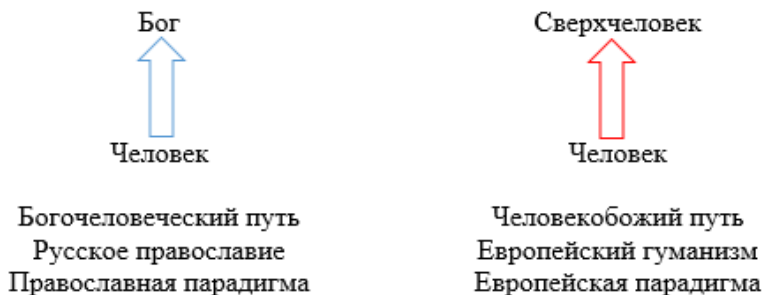 Бог
Человек
Богочеловеческий путь
Русское православие
Православная парадигма
Сверхчеловек
Человек
Человекобожий путь
Европейский гуманизм
Европейская парадигма